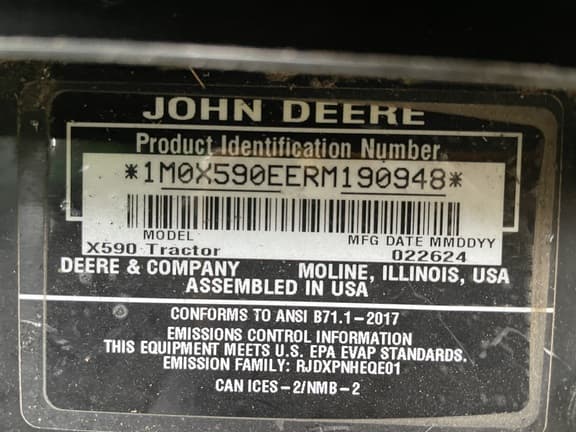 JOHN DEERE
Product Identification Number
*1M0X590EERM190948*
MODEL MFG DATE MMDDYY
X590 Tractor 022624
DEERE & COMPANY MOLINE, ILLINOIS, USA
ASSEMBLED IN USA
CONFORMS TO ANSI B71.1-2017
EMISSIONS CONTROL INFORMATION
THIS EQUIPMENT MEETS U.S. EPA EVAP STANDARDS.
EMISSION FAMILY: RJDXPNHEQE01
CAN ICES-2/NMB-2